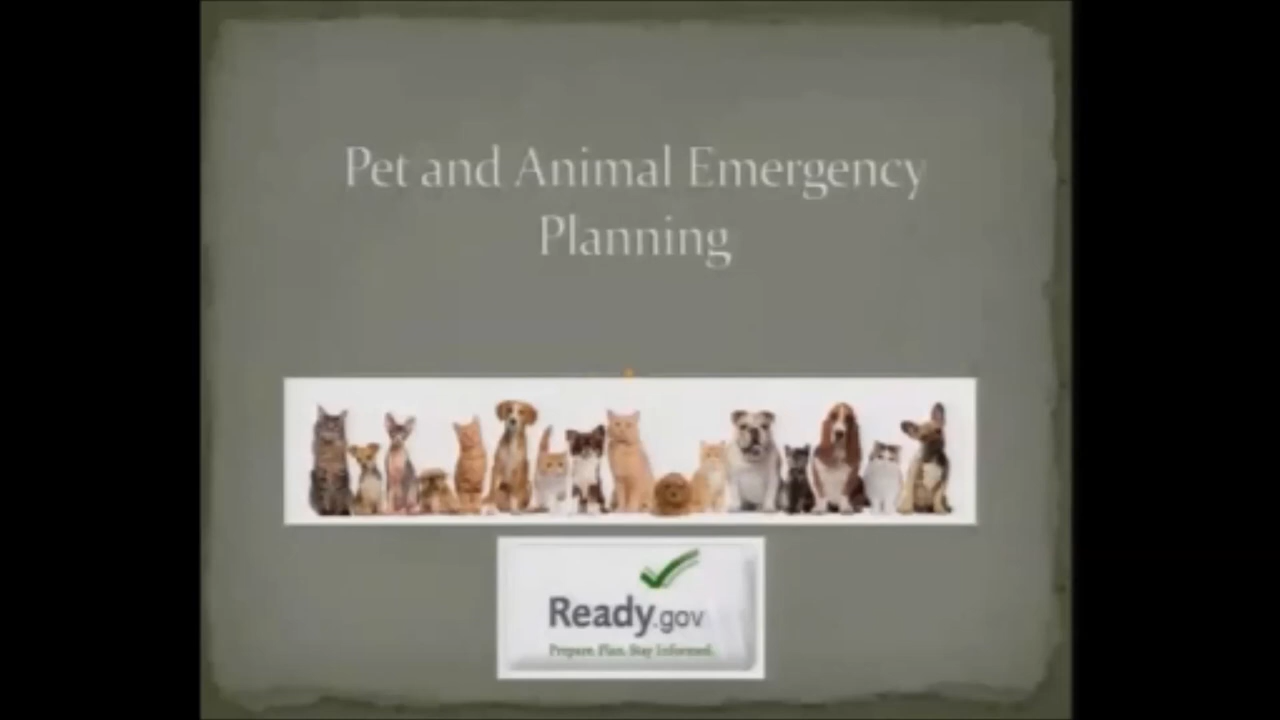 Pet and Animal Emergency
Planning
Ready.gov
Prepare. Plan. Stay Informed.